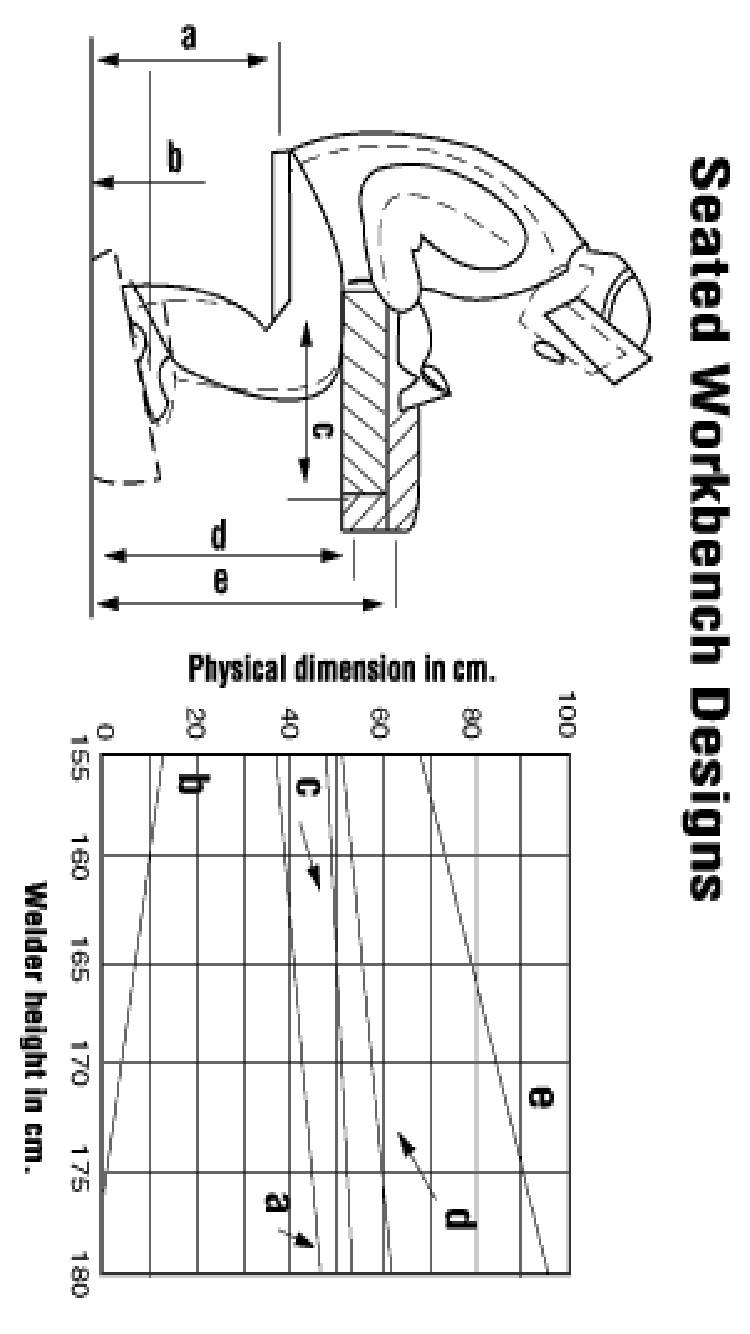 Seated Workbench Designs
a
b
c
d
e
Physical dimension in cm.
100
80
60
40
20
0
155 160 165 170 175 180
Welder height in cm.
e
d
c
a
b